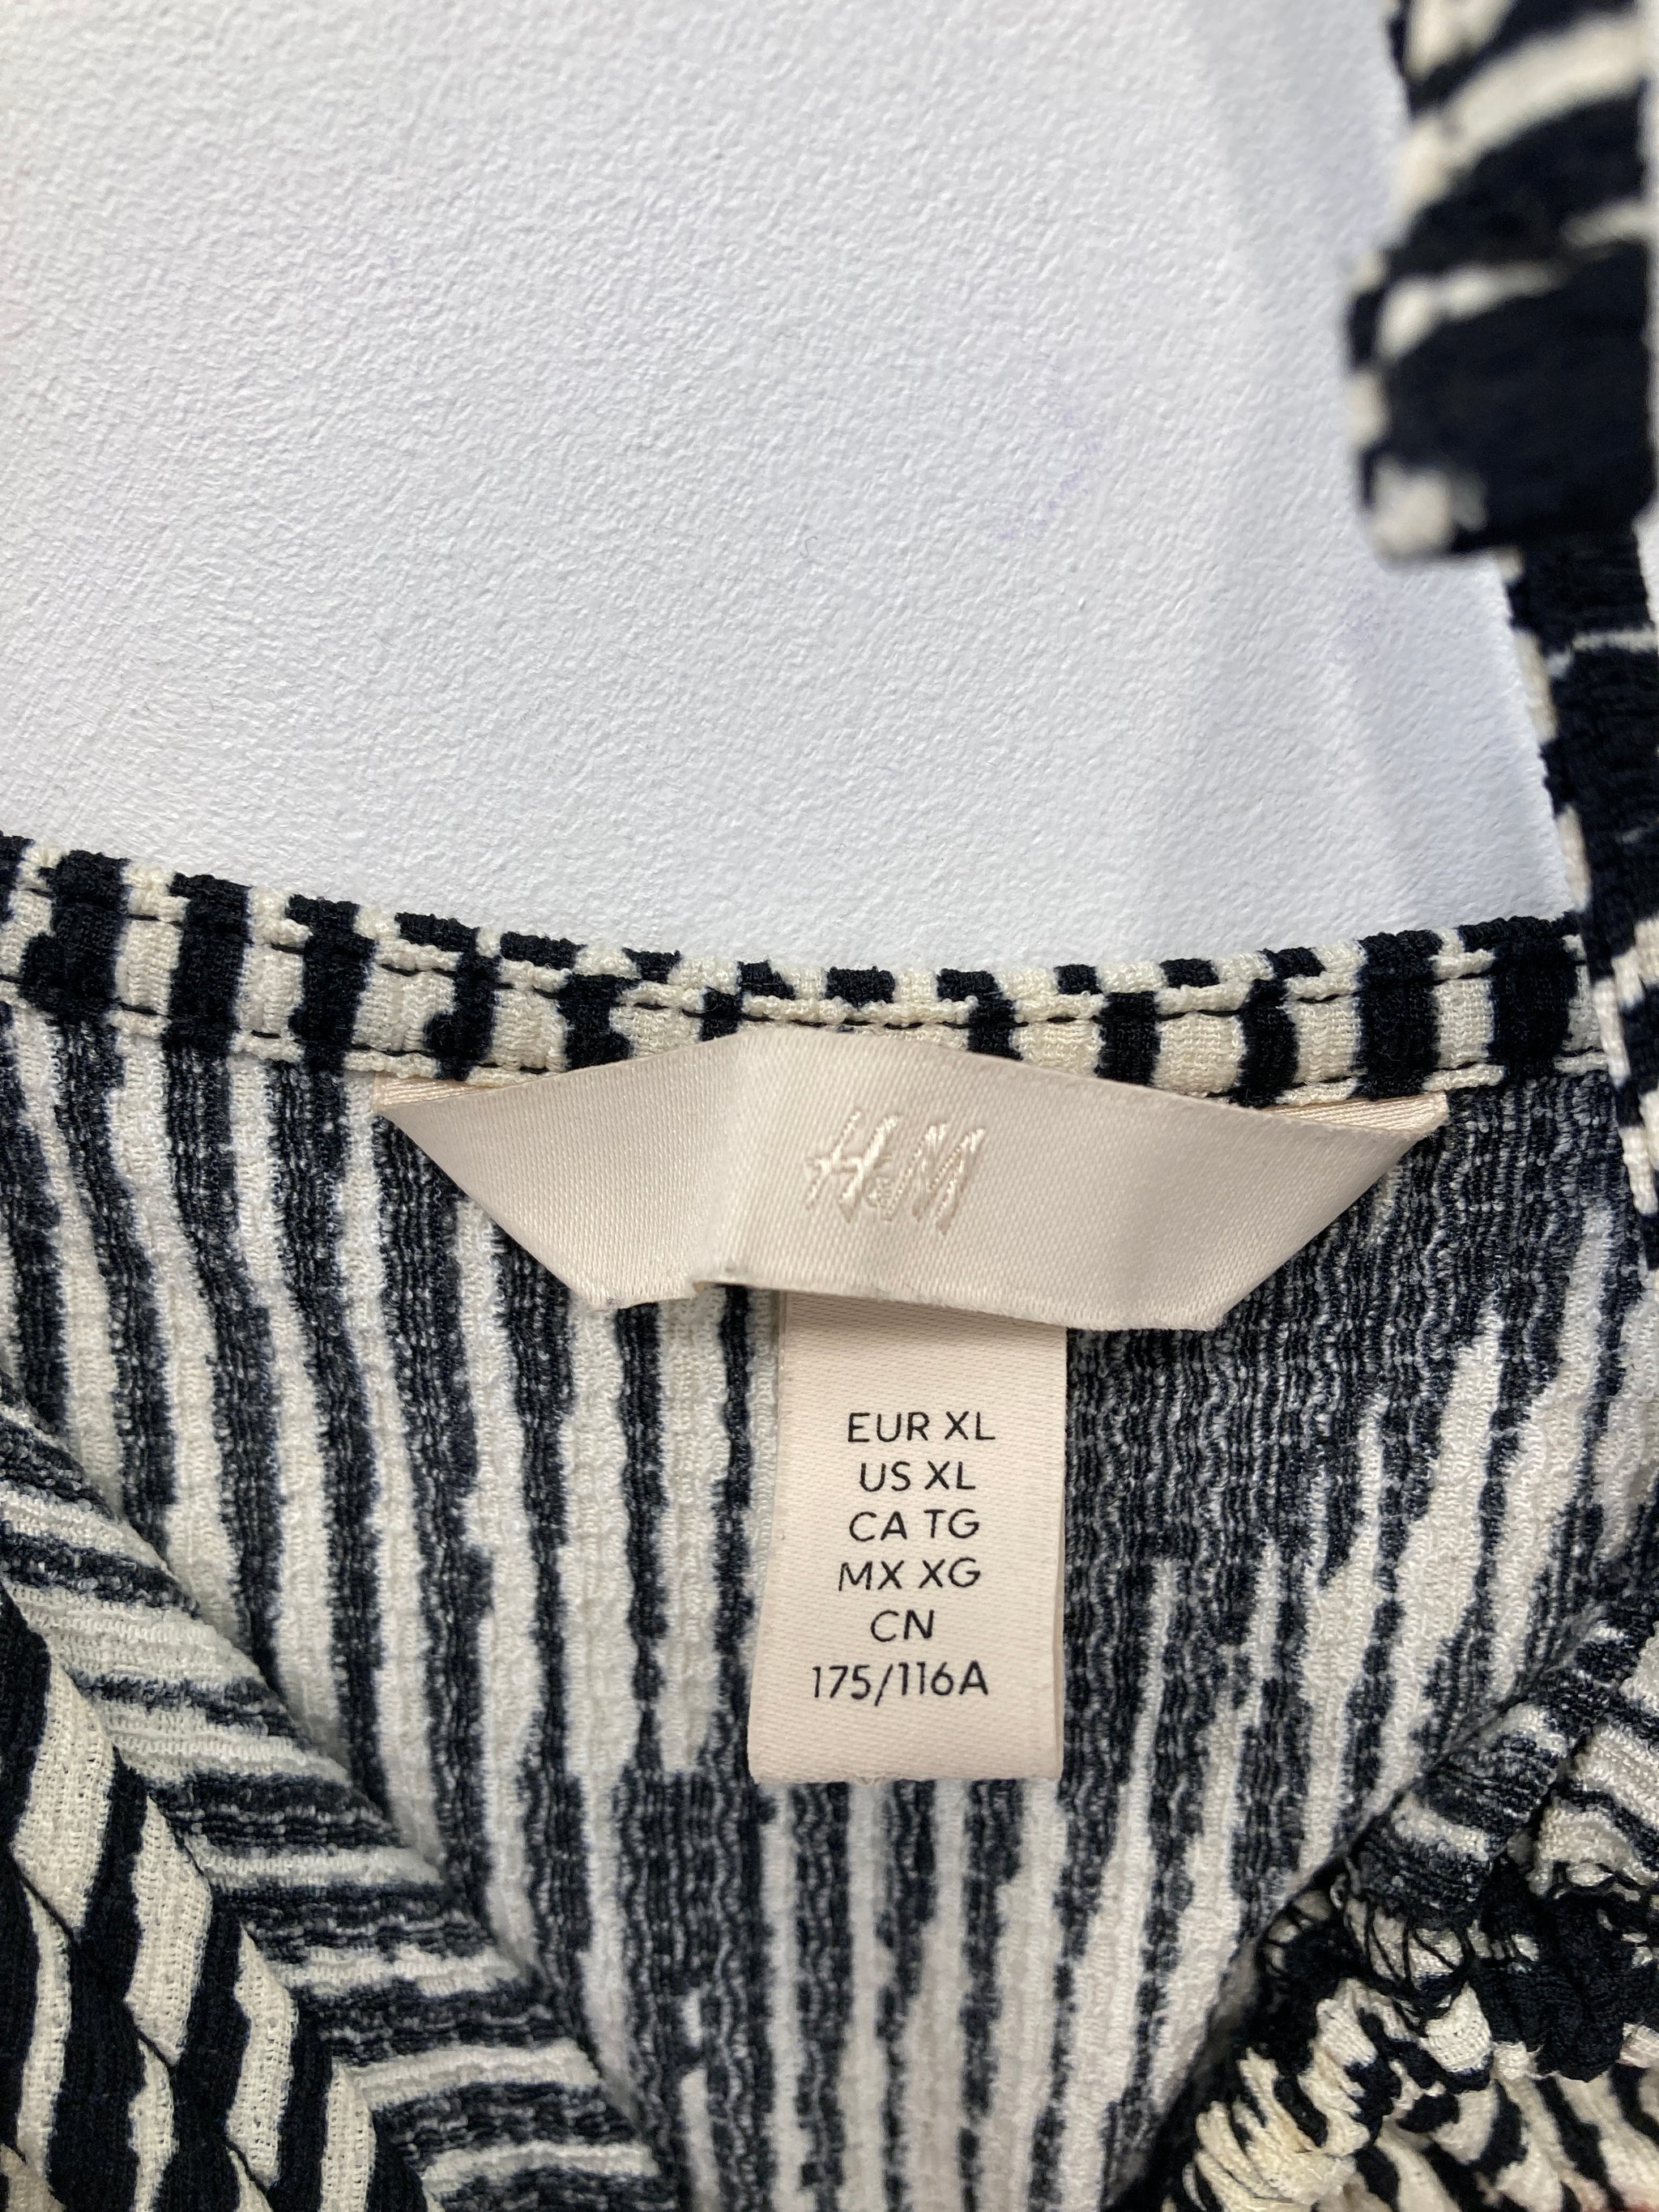 H&M
EUR XL
US XL
CA TG
MX XG
CN
175/116A